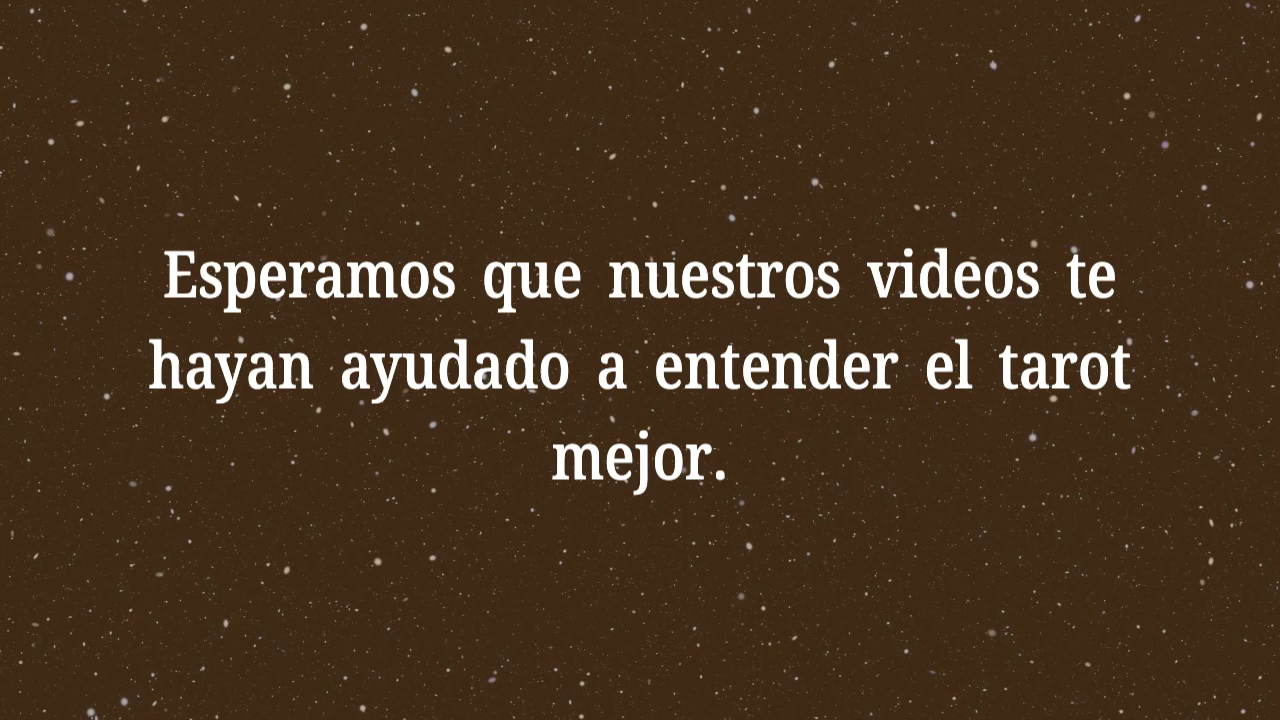 Esperamos que nuestros videos te
hayan ayudado a entender el tarot
mejor.